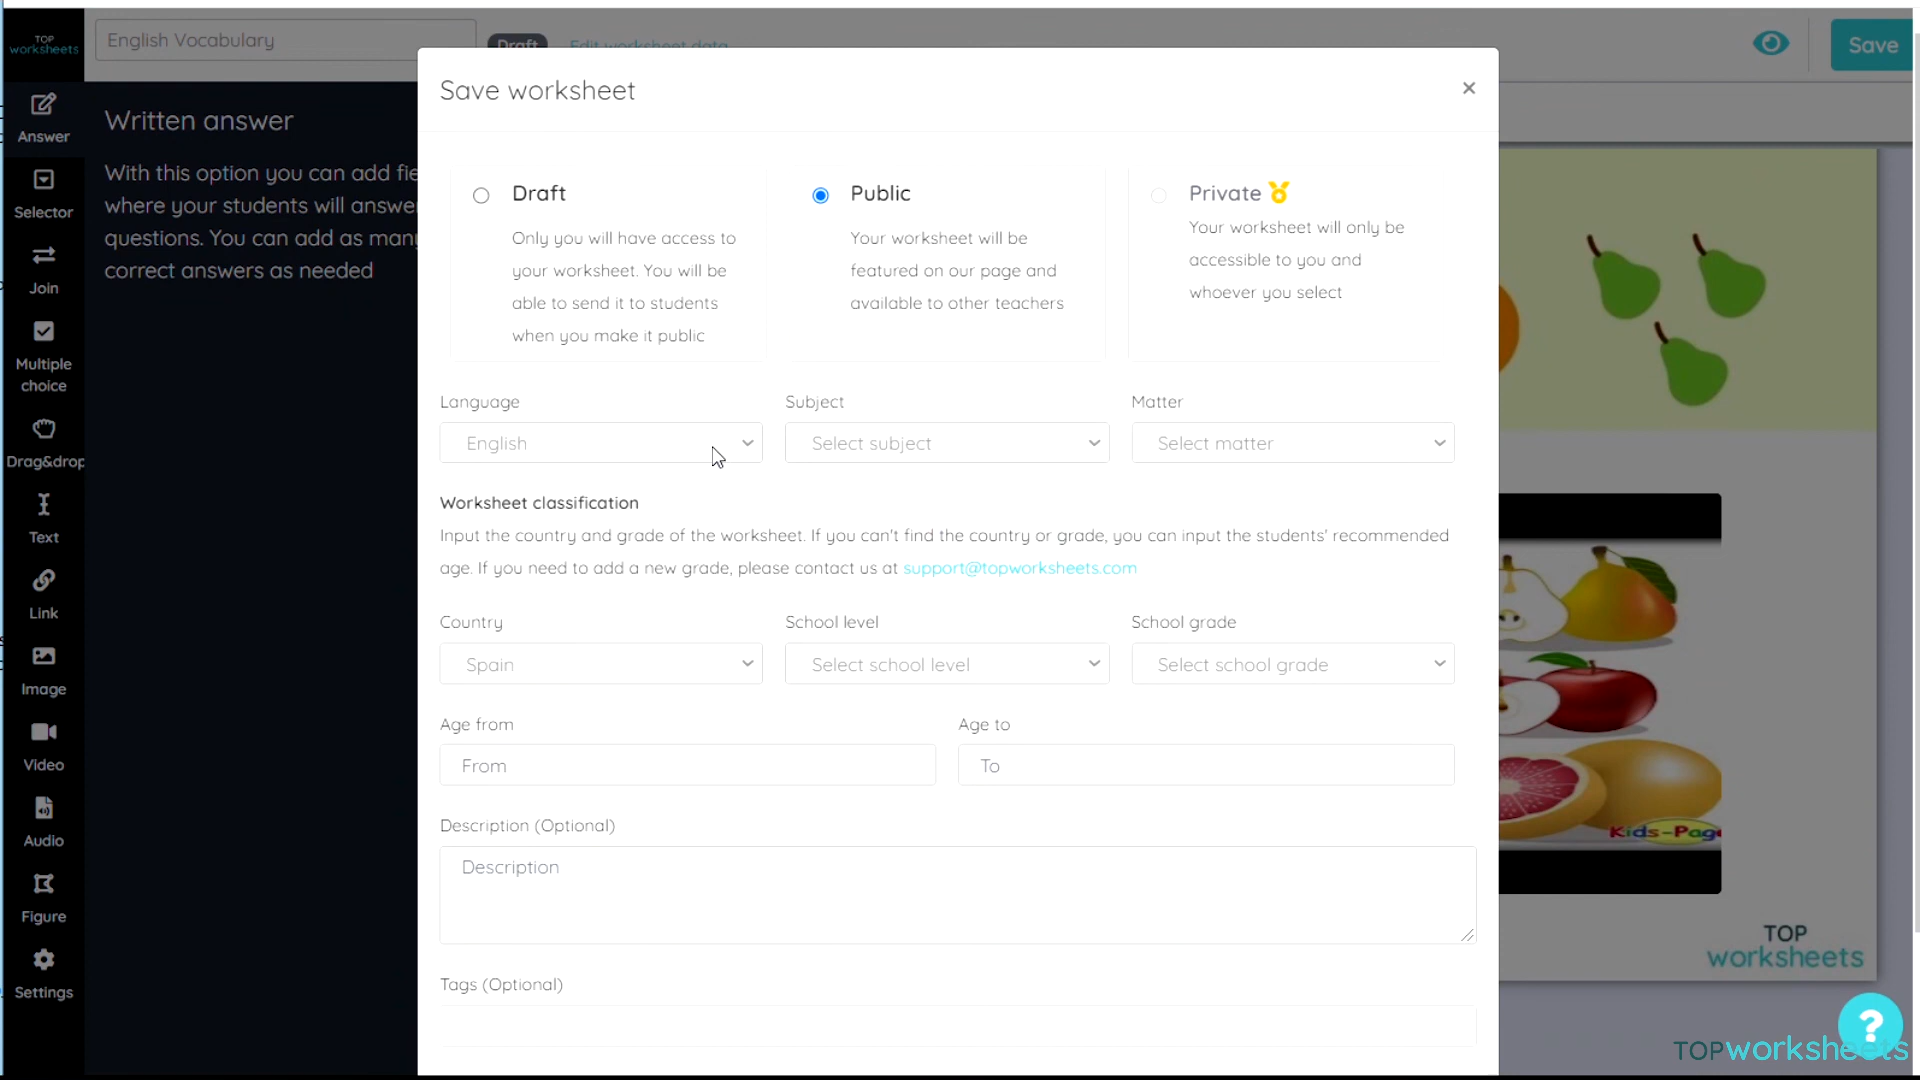 TOP
worksheets
English Vocabulary
Draft
Edit worksheet data
Save
Answer
Selector
Join
Multiple
choice
Drag&drop
Text
Link
Image
Video
Audio
Figure
Settings
Written answer
With this option you can add fie
where your students will answe
questions. You can add as many
correct answers as needed
Save worksheet
×
Draft
Only you will have access to
your worksheet. You will be
able to send it to students
when you make it public
Public
Your worksheet will be
featured on our page and
available to other teachers
Private
Your worksheet will only be
accessible to you and
whoever you select
Language
English
Subject
Select subject
Matter
Select matter
Worksheet classification
Input the country and grade of the worksheet. If you can't find the country or grade, you can input the students' recommended
age. If you need to add a new grade, please contact us at support@topworksheets.com
Country
Spain
School level
Select school level
School grade
Select school grade
Age from
From
Age to
To
Description (Optional)
Description
Tags (Optional)
Kids-Page
TOP
worksheets
?
TOPworksheets